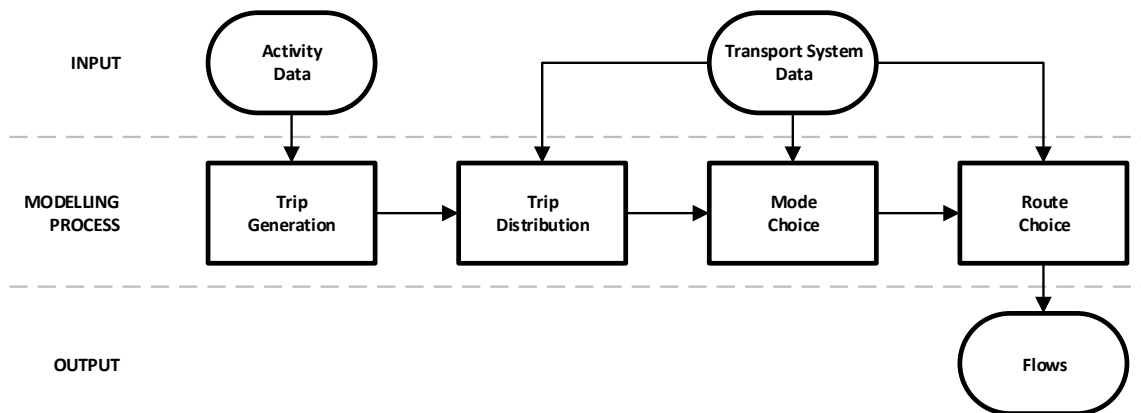 INPUT
Activity
Data
Transport System
Data
MODELLING
PROCESS
Trip
Generation
Trip
Distribution
Mode
Choice
Route
Choice
OUTPUT
Flows